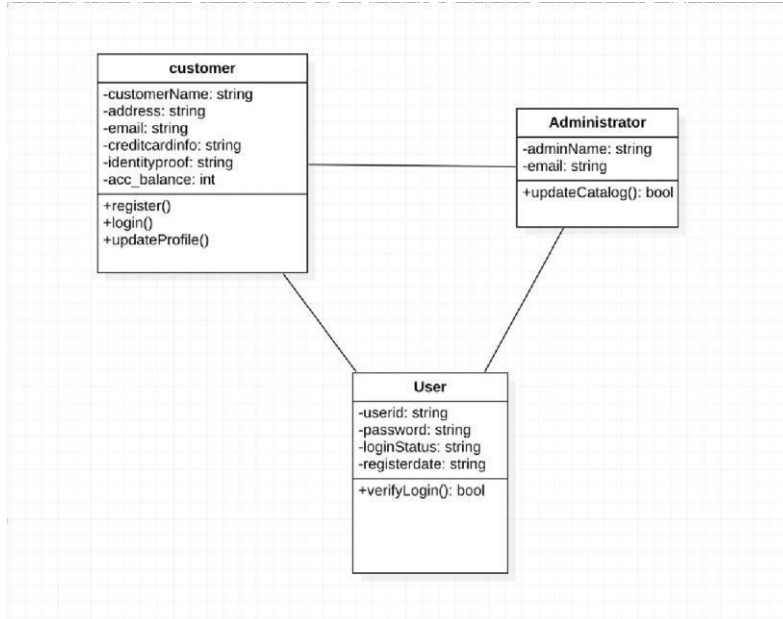 customer
-customerName: string
-address: string
-email: string
-creditcardinfo: string
-identityproof: string
-acc_balance: int
+register()
+login()
+updateProfile()
Administrator
-adminName: string
-email: string
+updateCatalog(): bool
User
-userid: string
-password: string
-loginStatus: string
-registerdate: string
+verifyLogin(): bool